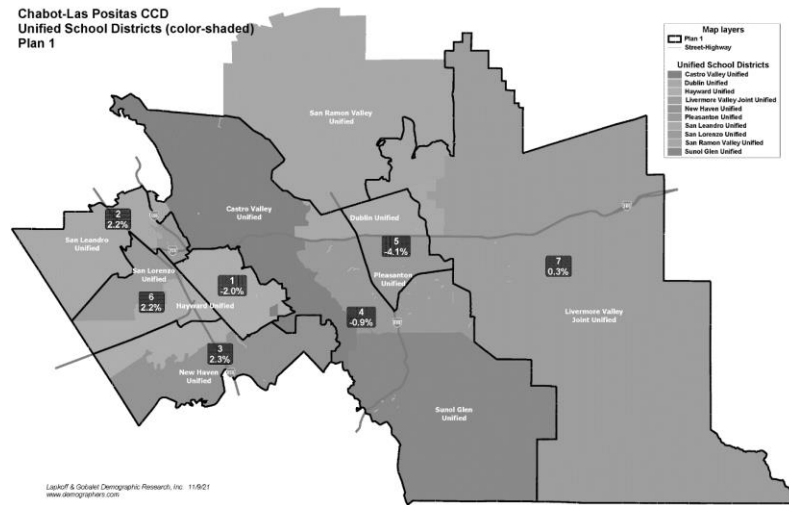 Chabot-Las Positas CCD
Unified School Districts (color-shaded)
Plan 1
Map layers
Plan 1
Street-Highway
Unified School Districts
Castro Valley Unified
Dublin Unified
Hayward Unified
Livermore Valley Joint Unified
New Haven Unified
Pleasanton Unified
San Leandro Unified
San Lorenzo Unified
San Ramon Valley Unified
Sunol Glen Unified
San Ramon Valley
Unified
Castro Valley
Unified
Dublin Unified
2
2.2%
San Leandro
Unified
5
-4.1%
Pleasanton
Unified
7
0.3%
San Lorenzo
Unified
1
-2.0%
6
2.2%
Hayward Unified
4
-0.9%
Livermore Valley
Joint Unified
3
2.3%
New Haven
Unified
Sunol Glen
Unified
Lapkoff & Gobalet Demographic Research, Inc. 11/9/21
www.demographers.com